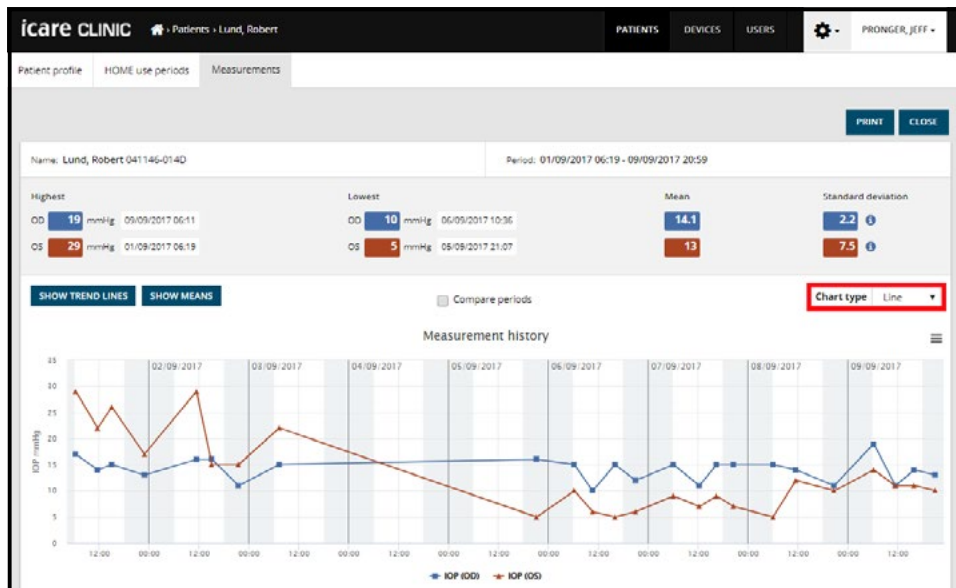 icare CLINIC Patients › Lund, Robert PATIENTS DEVICES USERS PRONGER, JEFF
Patient profile HOME use periods Measurements
PRINT CLOSE
Name: Lund, Robert 041146-014D Period: 01/09/2017 06:19 - 09/09/2017 20:59
Highest Lowest Mean Standard deviation
OD 19 mmHg 09/09/2017 06:11 OD 10 mmHg 06/09/2017 10:36 14.1 2.2
OS 29 mmHg 01/09/2017 06:19 OS 5 mmHg 05/09/2017 21:07 13 7.5
SHOW TREND LINES SHOW MEANS Compare periods Chart type Line
Measurement history
35
02/09/2017 03/09/2017 04/09/2017 05/09/2017 06/09/2017 07/09/2017 08/09/2017 09/09/2017
30
25
20
IOP mmHg
15
10
5
0
12:00 00:00 12:00 00:00 12:00 00:00 12:00 00:00 12:00 00:00 12:00 00:00 12:00 00:00 12:00 00:00 12:00
IOP (OD) IOP (OS)